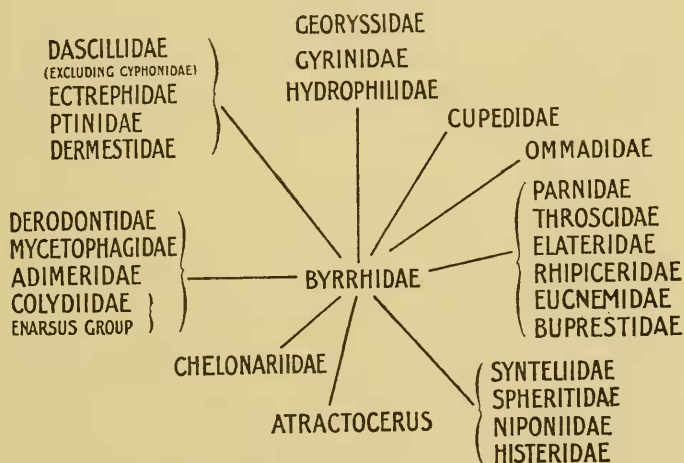 GEORYSSIDAE
GYRINIDAE
HYDROPHILIDAE
DASCILLIDAE
(EXCLUDING CYPHONIDAE)
ECTREPHIDAE
PTINIDAE
DERMESTIDAE
CUPEDIDAE
OMMADIDAE
PARNIDAE
THROSCIDAE
ELATERIDAE
RHIPICERIDAE
EUCNEMIDAE
BUPRESTIDAE
DERODONTIDAE
MYCETOPHAGIDAE
ADIMERIDAE
COLYDIIDAE
ENARSUS GROUP
BYRRHIDAE
CHELONARIIDAE
ATRACTOCERUS
SYNTELIIDAE
SPHERITIDAE
NIPONIIDAE
HISTERIDAE